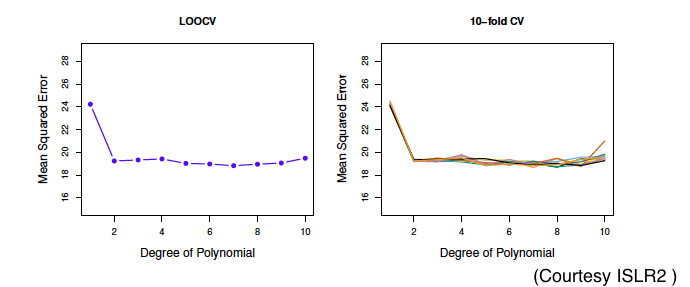 LOOCV
Mean Squared Error
16 18 20 22 24 26 28
2 4 6 8 10
Degree of Polynomial
10−fold CV
Mean Squared Error
16 18 20 22 24 26 28
2 4 6 8 10
Degree of Polynomial
(Courtesy ISLR2 )